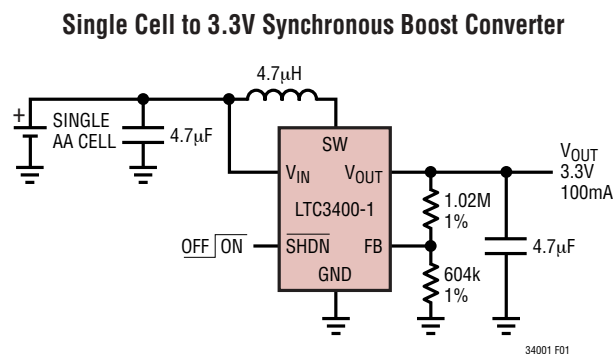 Single Cell to 3.3V Synchronous Boost Converter
4.7µH
+
SINGLE
AA CELL
4.7µF
SW
VIN
VOUT
LTC3400-1
OFF ON
SHDN
FB
GND
1.02M
1%
604k
1%
4.7µF
VOUT
3.3V
100mA
34001 F01